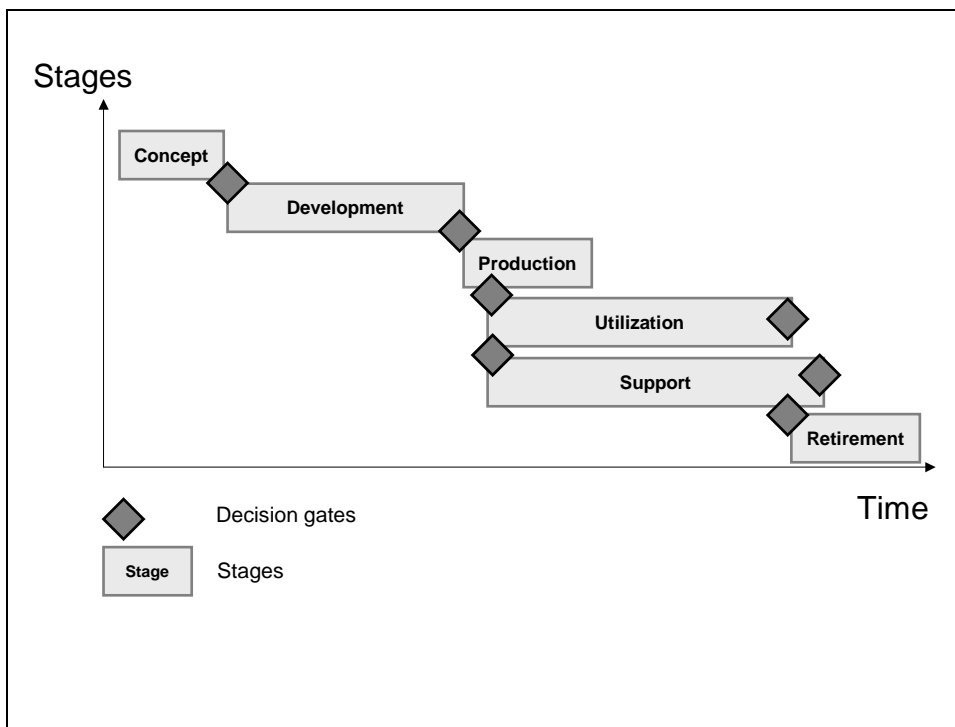 Stages
Concept
Development
Production
Utilization
Support
Retirement
Time
Decision gates
Stage
Stages